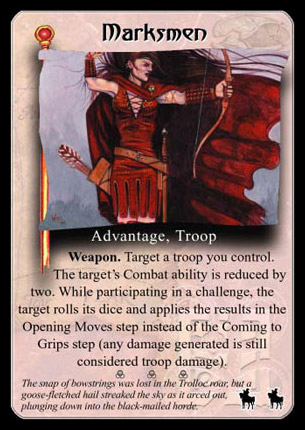 Marksmen
Advantage, Troop
Weapon. Target a troop you control.
The target's Combat ability is reduced by
two. While participating in a challenge, the
target rolls its dice and applies the results in the
Opening Moves step instead of the Coming to
Grips step (any damage generated is still
considered troop damage).
The snap of bowstrings was lost in the Trolloc roar, but a
goose-fletched hail streaked the sky as it arced out,
plunging down into the black-mailed horde.